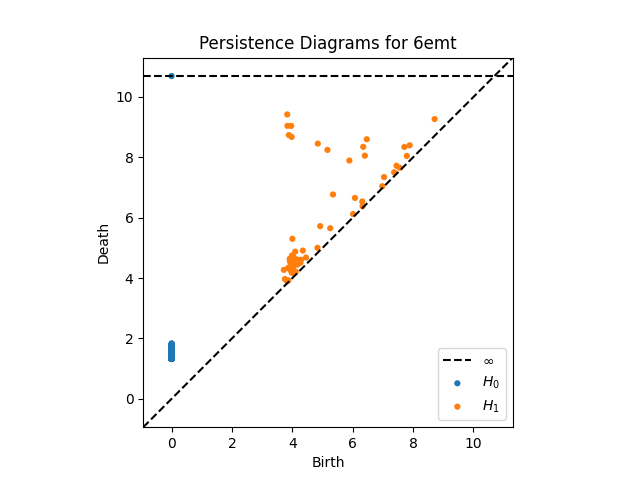 Persistence Diagrams for 6emt
Death
10
8
6
4
2
0
0 2 4 6 8 10
Birth
∞
H₀
H₁